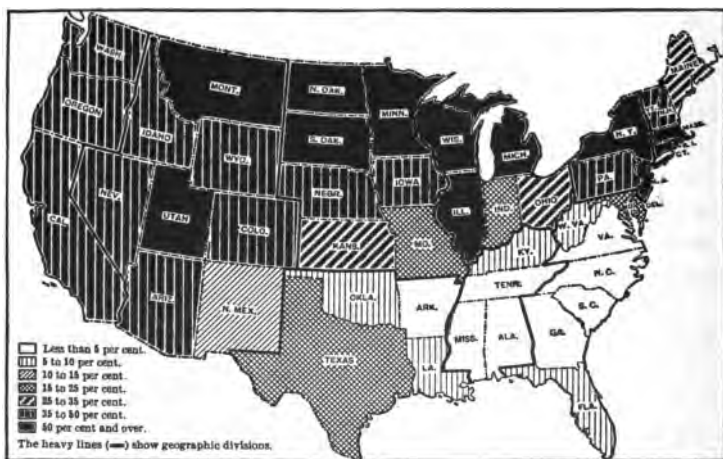 WASH.
OREGON
IDAHO
MONT.
N. DAK.
S. DAK.
MINN.
WIS.
MICH.
WYO.
NEBR.
IOWA
ILL.
IND.
OHIO
PA.
N. Y.
MAINE
NEV.
UTAH
COLO.
KANS.
MO.
KY.
W. VA.
VA.
CAL.
ARIZ.
N. MEX.
OKLA.
ARK.
TENN.
N. C.
S. C.
TEXAS
LA.
MISS.
ALA.
GA.
FLA.
Less than 5 per cent.
5 to 10 per cent.
10 to 15 per cent.
15 to 25 per cent.
25 to 35 per cent.
35 to 50 per cent.
50 per cent and over.
The heavy lines (▬) show geographic divisions.